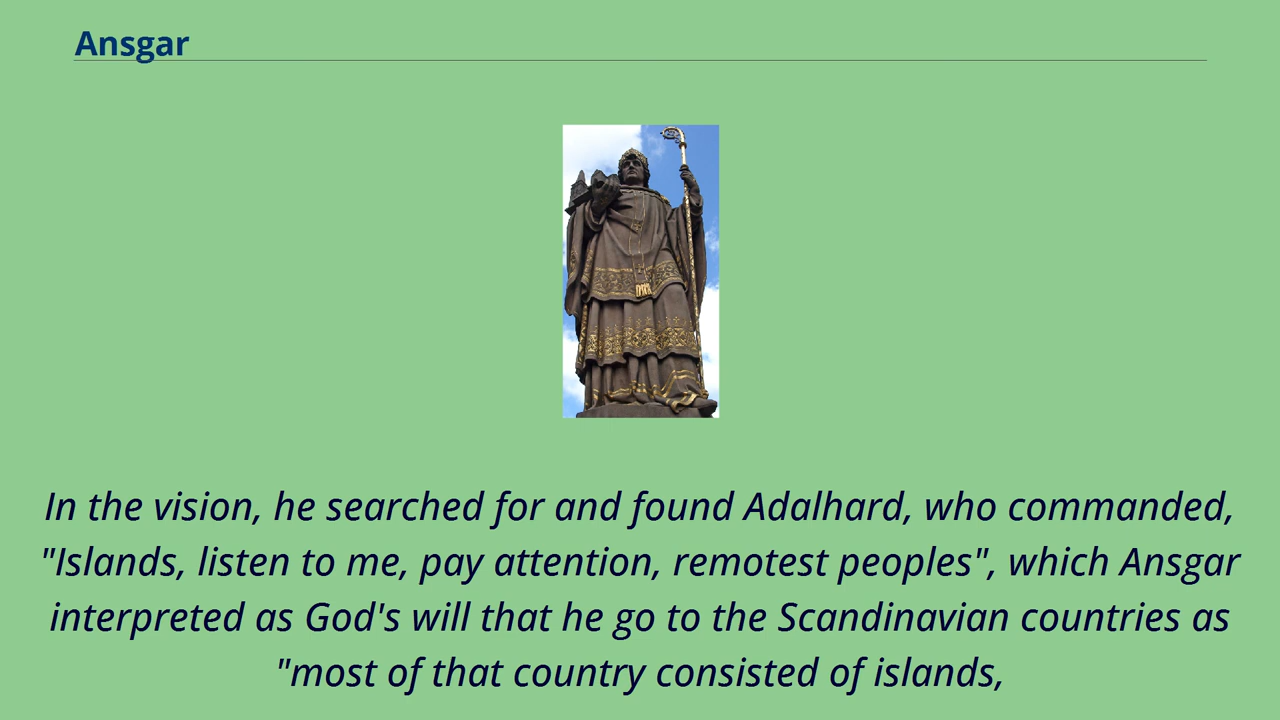 Ansgar
In the vision, he searched for and found Adalhard, who commanded,
"Islands, listen to me, pay attention, remotest peoples", which Ansgar
interpreted as God's will that he go to the Scandinavian countries as
"most of that country consisted of islands,